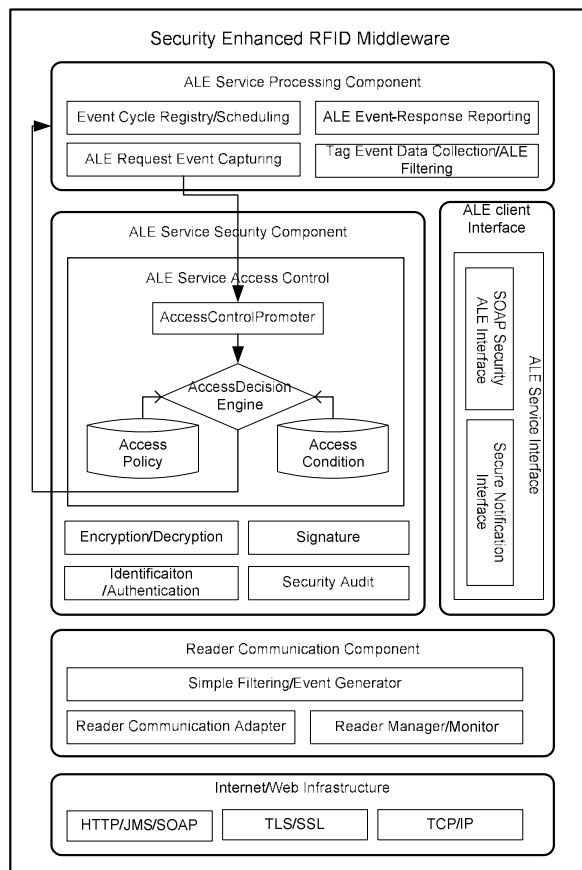 Security Enhanced RFID Middleware
ALE Service Processing Component
Event Cycle Registry/Scheduling
ALE Event-Response Reporting
ALE Request Event Capturing
Tag Event Data Collection/ALE
Filtering
ALE Service Security Component
ALE Service Access Control
AccessControlPromoter
AccessDecision
Engine
Access
Policy
Access
Condition
Encryption/Decryption
Signature
Identificaiton
/Authentication
Security Audit
ALE client
Interface
SOAP Security
ALE Interface
Secure Notification
Interface
ALE Service Interface
Reader Communication Component
Simple Filtering/Event Generator
Reader Communication Adapter
Reader Manager/Monitor
Internet/Web Infrastructure
HTTP/JMS/SOAP
TLS/SSL
TCP/IP